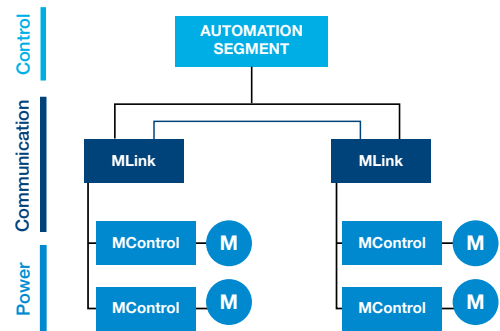 Control
AUTOMATION
SEGMENT
Communication
MLink
MLink
Power
MControl
M
MControl
M
MControl
M
MControl
M